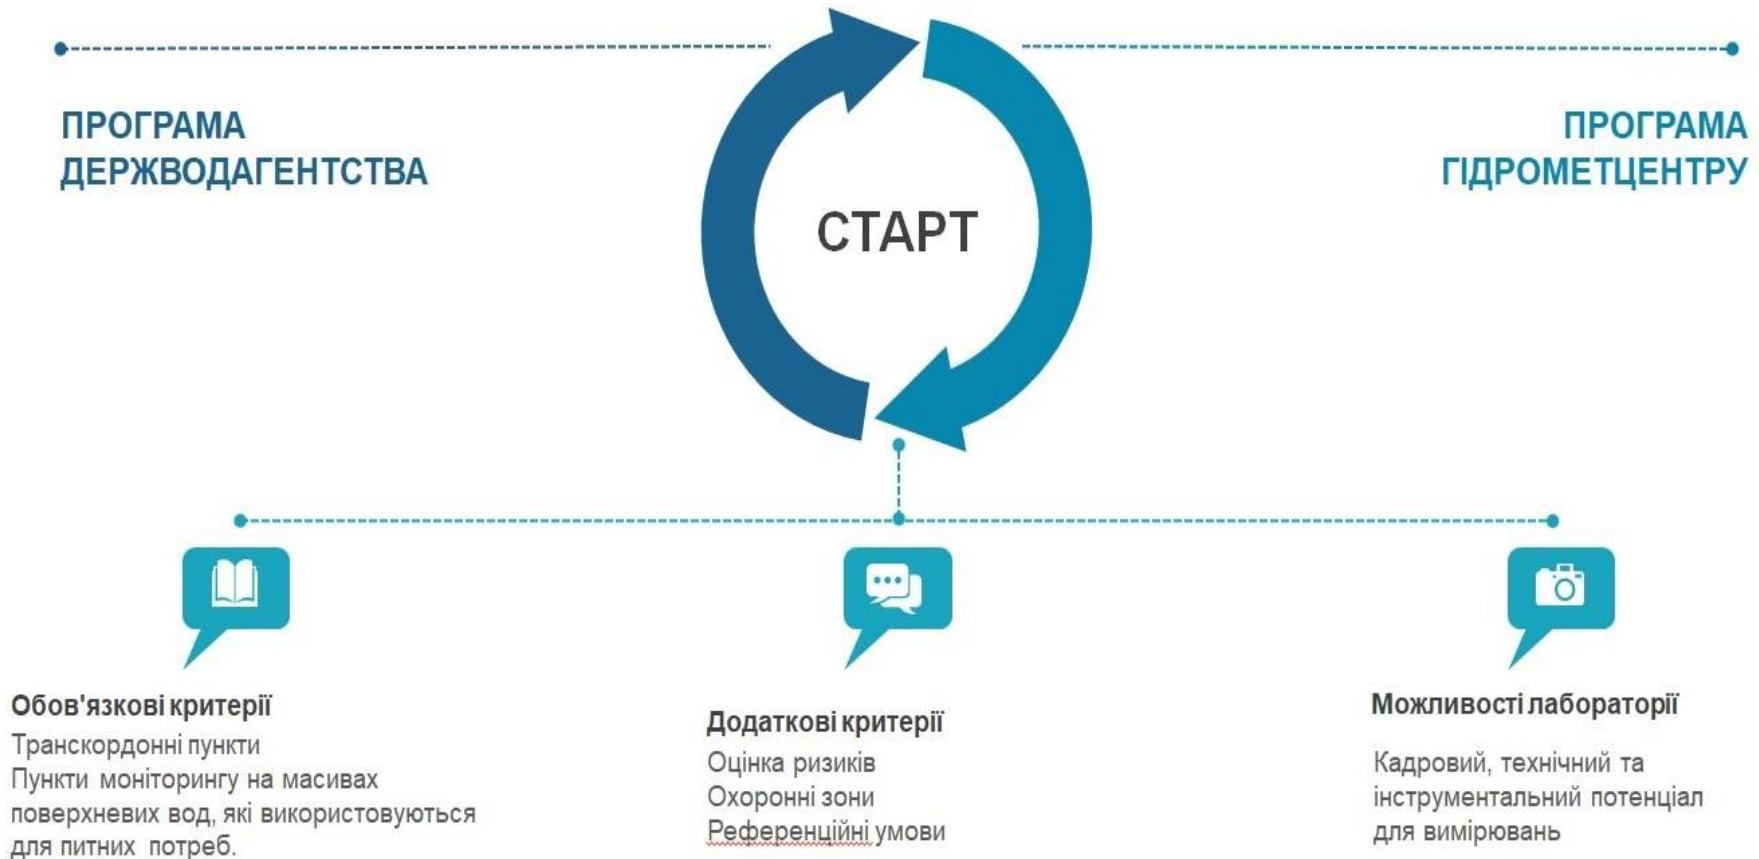 ПРОГРАМА
ДЕРЖВОДАГЕНТСТВА
ПРОГРАМА
ГІДРОМЕТЦЕНТРУ
СТАРТ
Обов'язкові критерії
Транскордонні пункти
Пункти моніторингу на масивах
поверхневих вод, які використовуються
для питних потреб.
Додаткові критерії
Оцінка ризиків
Охоронні зони
Референційні умови
Можливості лабораторії
Кадровий, технічний та
інструментальний потенціал
для вимірювань